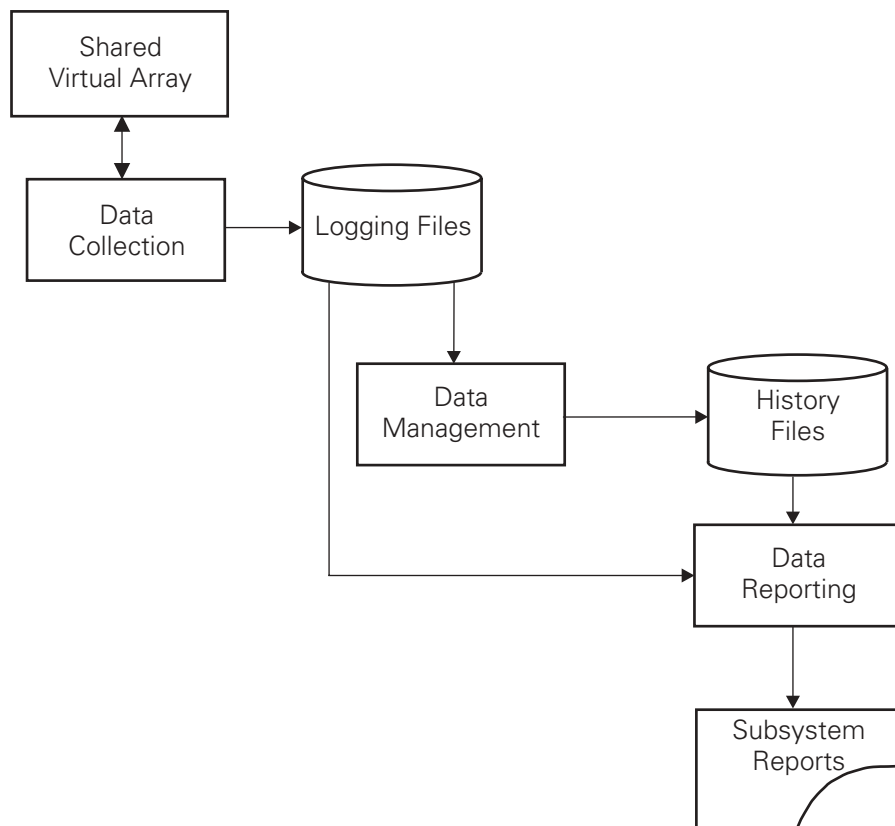 Shared
Virtual Array
Data
Collection
Logging Files
Data
Management
History
Files
Data
Reporting
Subsystem
Reports